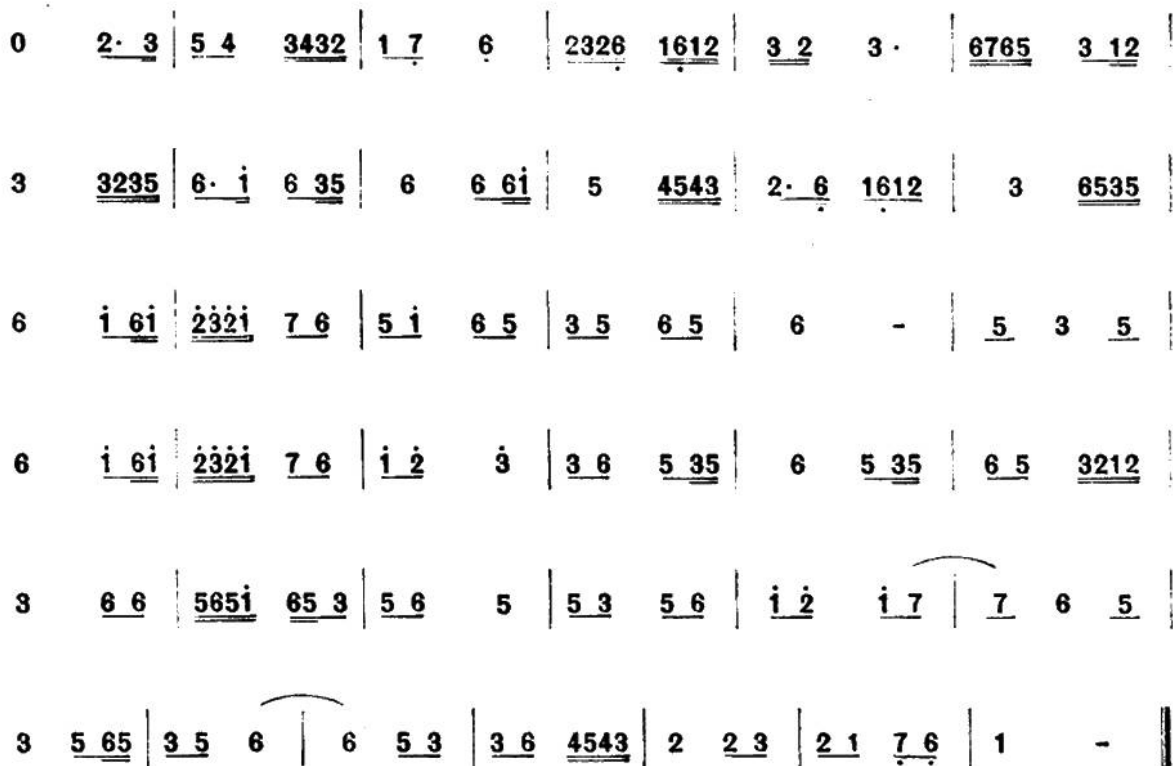 0 2· 3 | 5 4 3432 | 1 7̣ 6̣ | 2326̣ 16̣12 | 3 2 3· | 6765 3 12 |
3 3235 | 6· i̇ 6 35 | 6 6 6i̇ | 5 4543 | 2· 6̣ 16̣12 | 3 6535 |
6 i̇ 6i̇ | 2̇3̇2̇i̇ 7 6 | 5 i̇ 6 5 | 3 5 6 5 | 6 - | 5 3 5 |
6 i̇ 6i̇ | 2̇3̇2̇i̇ 7 6 | i̇ 2̇ 3̇ | 3 6 5 35 | 6 5 35 | 6 5 3212 |
3 6 6 | 565i̇ 65 3 | 5 6 5 | 5 3 5 6 | i̇ 2̇ i̇ 7 | 7 6 5 |
3 5 65 | 3 5 6 | 6 5 3 | 3 6 4543 | 2 2 3 | 2 1 7̣ 6̣ | 1 - ‖